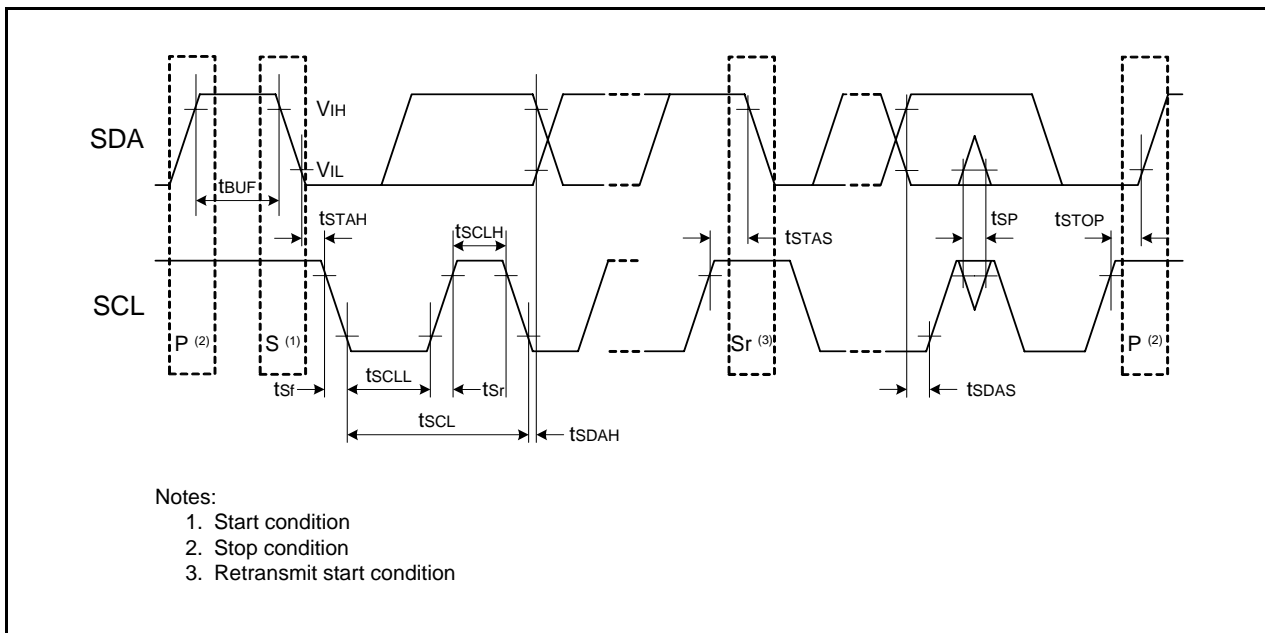 SDA
VIH
VIL
tBUF
tSTAH
tSCLH
tSTAS
tSP
tSTOP
SCL
P (2)
S (1)
Sr (3)
P (2)
tSf
tSCLL
tSr
tSDAS
tSCL
tSDAH
Notes:
1. Start condition
2. Stop condition
3. Retransmit start condition